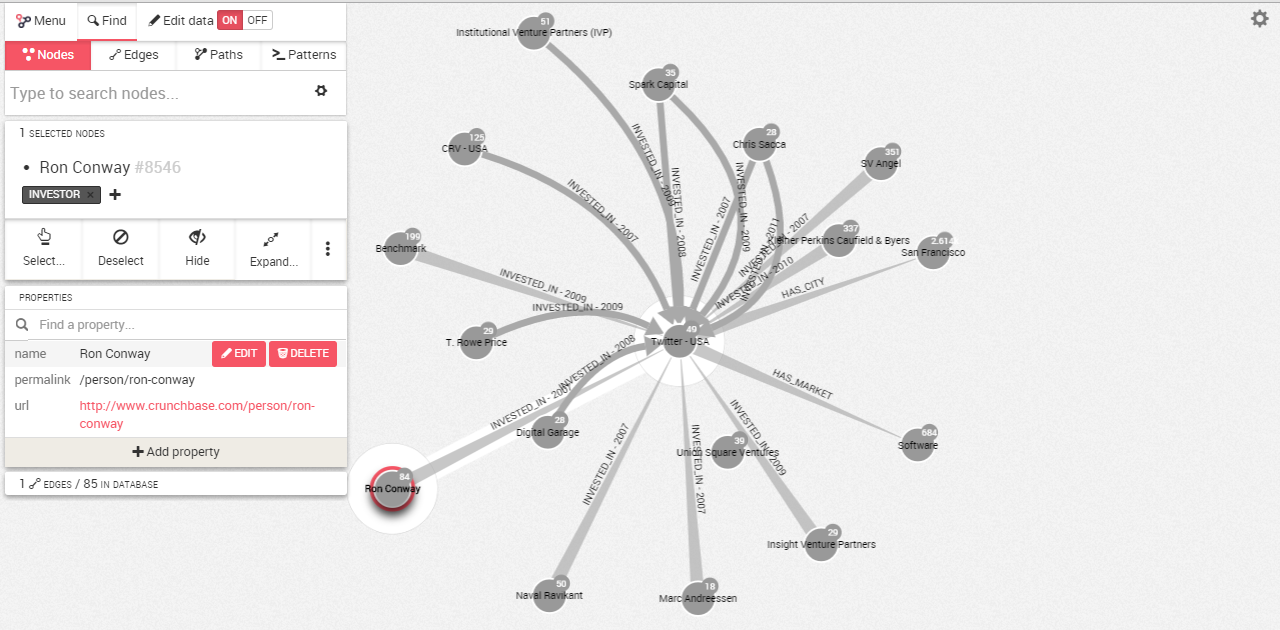 Menu Find Edit data ON OFF
Nodes Edges Paths Patterns
Type to search nodes...
1 SELECTED NODES
• Ron Conway #8546
INVESTOR ×
Select... Deselect Hide Expand...
PROPERTIES
Find a property...
name Ron Conway EDIT DELETE
permalink /person/ron-conway
url http://www.crunchbase.com/person/ron-
conway
Add property
1 EDGES / 85 IN DATABASE
51
Institutional Venture Partners (IVP)
35
Spark Capital
28
Chris Sacca
125
CRV - USA
351
SV Angel
199
Benchmark
337
Kleiner Perkins Caufield & Byers
2.614
San Francisco
29
T. Rowe Price
49
Twitter - USA
28
Digital Garage
39
Union Square Ventures
684
Software
84
Ron Conway
29
Insight Venture Partners
50
Naval Ravikant
18
Marc Andreessen
INVESTED_IN - 2009
INVESTED_IN - 2008
INVESTED_IN - 2007
INVESTED_IN - 2009
INVESTED_IN - 2011
INVESTED_IN - 2007
INVESTED_IN - 2010
INVESTED_IN - 2007
INVESTED_IN - 2009
INVESTED_IN - 2009
HAS_CITY
INVESTED_IN - 2008
INVESTED_IN - 2007
HAS_MARKET
INVESTED_IN - 2007
INVESTED_IN - 2007
INVESTED_IN - 2009